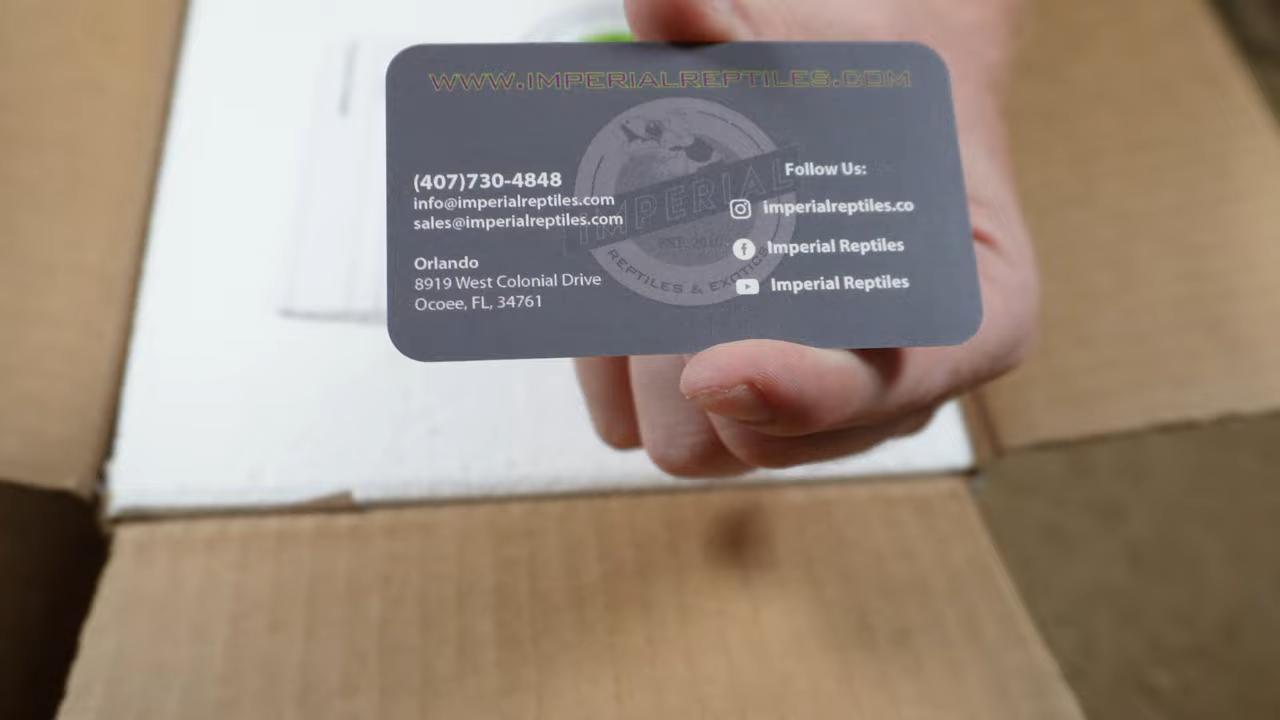 WWW.IMPERIALREPTILES.COM
(407)730-4848
info@imperialreptiles.com
sales@imperialreptiles.com
Orlando
8919 West Colonial Drive
Ocoee, FL, 34761
IMPERIAL
REPTILES & EXOTICS
Follow Us:
imperialreptiles.co
Imperial Reptiles
Imperial Reptiles